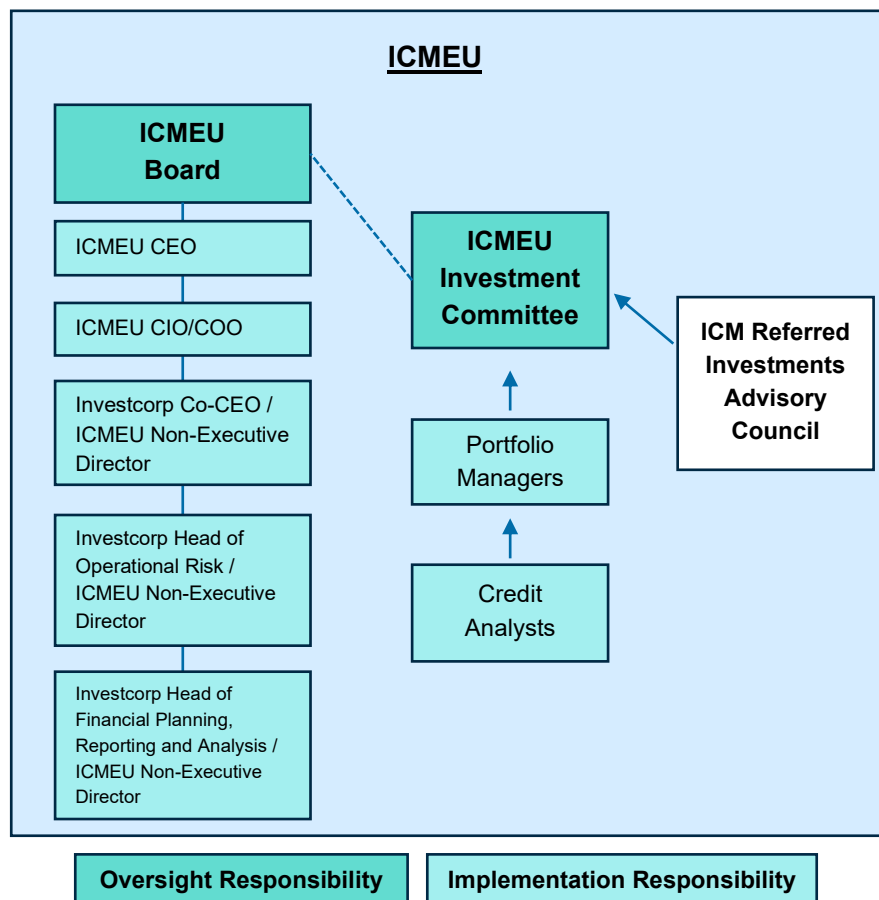 ICMEU
ICMEU
Board
ICMEU CEO
ICMEU CIO/COO
Investcorp Co-CEO /
ICMEU Non-Executive
Director
Investcorp Head of
Operational Risk /
ICMEU Non-Executive
Director
Investcorp Head of
Financial Planning,
Reporting and Analysis /
ICMEU Non-Executive
Director
ICMEU
Investment
Committee
Portfolio
Managers
Credit
Analysts
ICM Referred
Investments
Advisory
Council
Oversight Responsibility
Implementation Responsibility